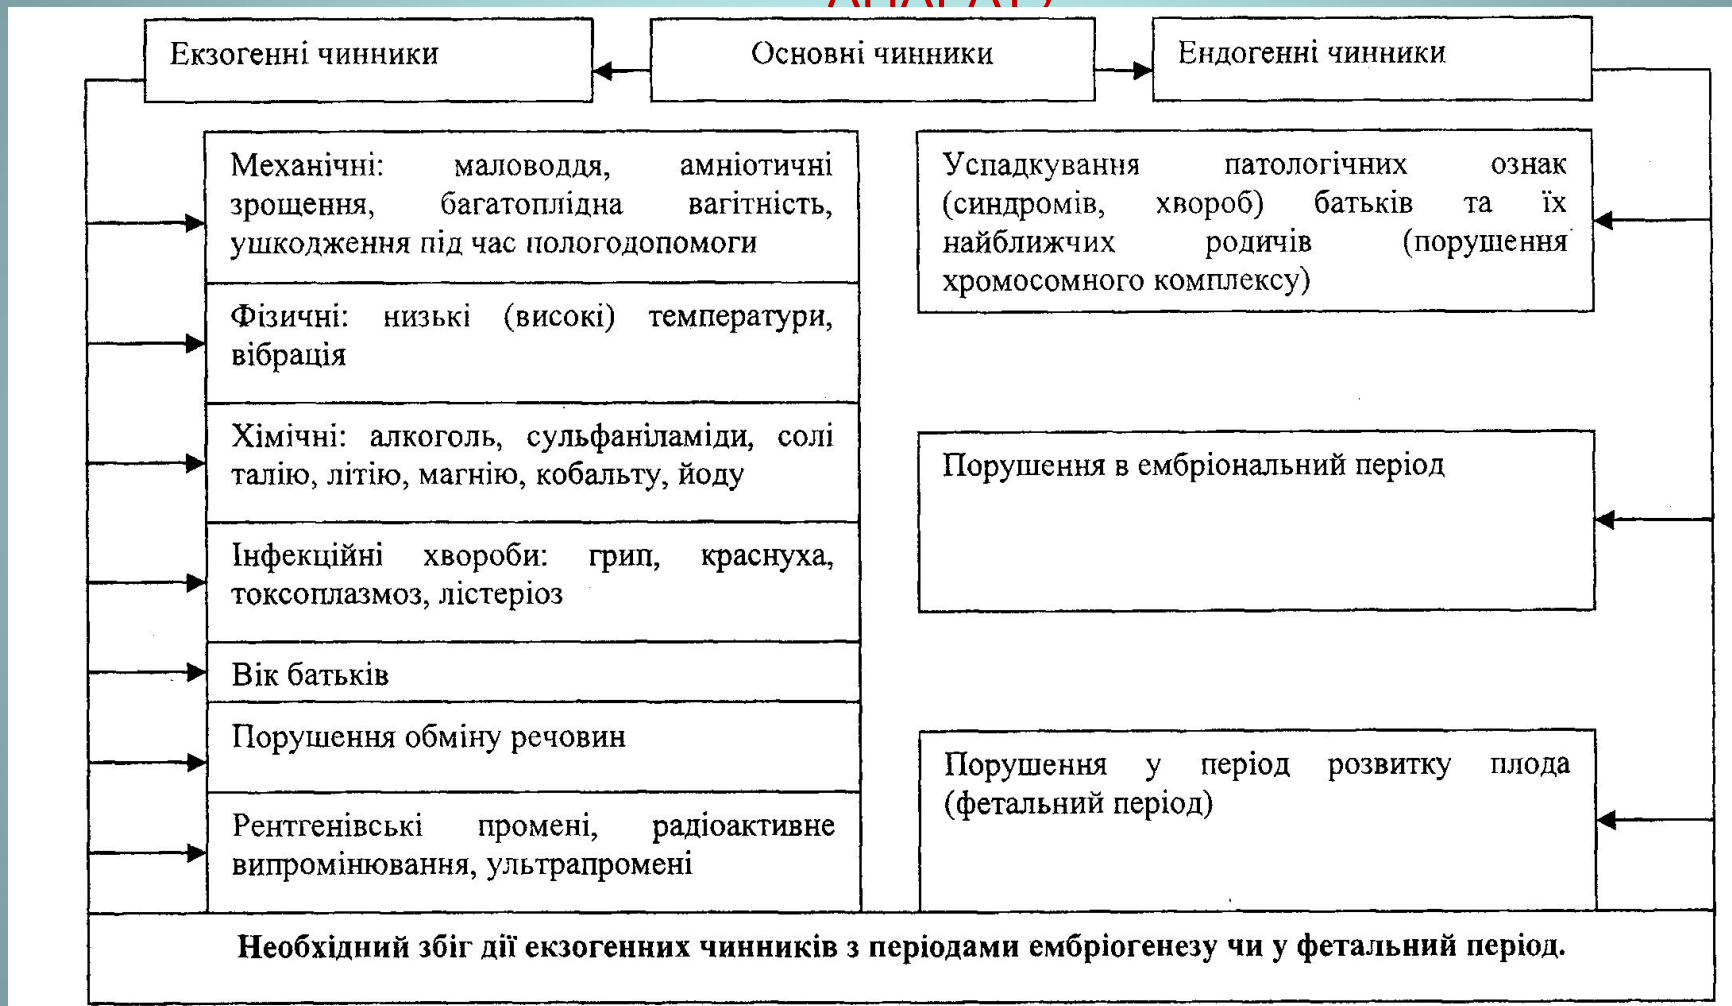 Екзогенні чинники
Основні чинники
Ендогенні чинники
Механічні: маловоддя, амніотичні
зрощення, багатоплідна вагітність,
ушкодження під час пологодопомоги
Фізичні: низькі (високі) температури,
вібрація
Хімічні: алкоголь, сульфаніламіди, солі
талію, літію, магнію, кобальту, йоду
Інфекційні хвороби: грип, краснуха,
токсоплазмоз, лістеріоз
Вік батьків
Порушення обміну речовин
Рентгенівські промені, радіоактивне
випромінювання, ультрапромені
Успадкування патологічних ознак
(синдромів, хвороб) батьків та їх
найближчих родичів (порушення
хромосомного комплексу)
Порушення в ембріональний період
Порушення у період розвитку плода
(фетальний період)
Необхідний збіг дії екзогенних чинників з періодами ембріогенезу чи у фетальний період.